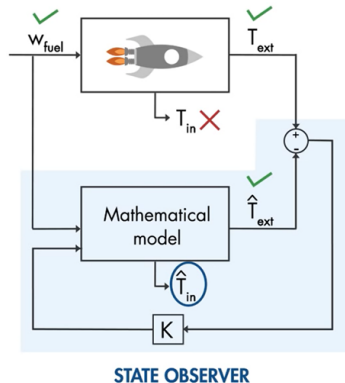 w_fuel
T_ext
T_in
+
-
T̂_ext
Mathematical
model
T̂_in
K
STATE OBSERVER